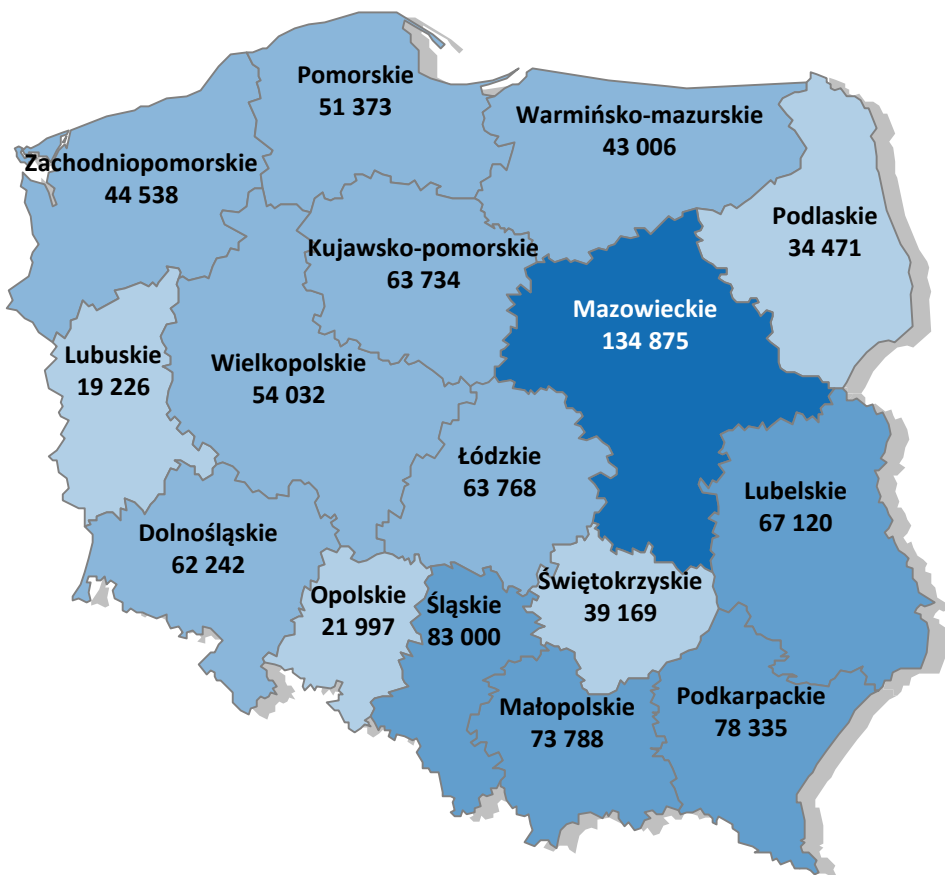 Pomorskie
51 373
Warmińsko-mazurskie
43 006
Zachodniopomorskie
44 538
Podlaskie
34 471
Kujawsko-pomorskie
63 734
Mazowieckie
134 875
Lubuskie
19 226
Wielkopolskie
54 032
Łódzkie
63 768
Lubelskie
67 120
Dolnośląskie
62 242
Opolskie
21 997
Śląskie
83 000
Świętokrzyskie
39 169
Małopolskie
73 788
Podkarpackie
78 335